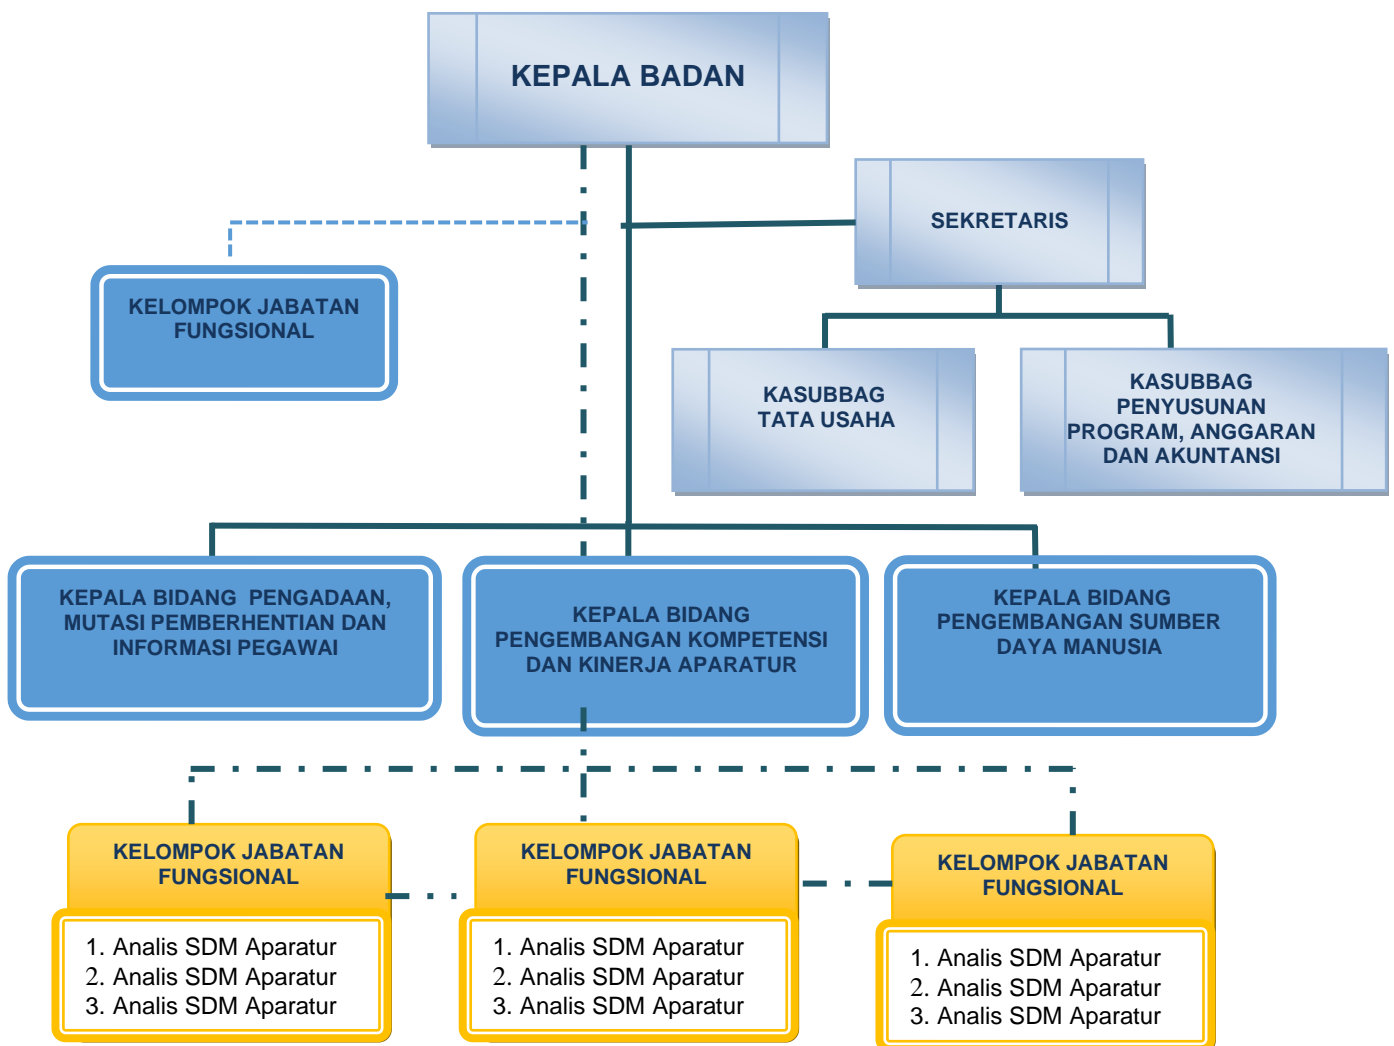 KEPALA BADAN
SEKRETARIS
KELOMPOK JABATAN
FUNGSIONAL
KASUBBAG
TATA USAHA
KASUBBAG
PENYUSUNAN
PROGRAM, ANGGARAN
DAN AKUNTANSI
KEPALA BIDANG  PENGADAAN,
MUTASI PEMBERHENTIAN DAN
INFORMASI PEGAWAI
KEPALA BIDANG
PENGEMBANGAN KOMPETENSI
DAN KINERJA APARATUR
KEPALA BIDANG
PENGEMBANGAN SUMBER
DAYA MANUSIA
KELOMPOK JABATAN
FUNGSIONAL
1. Analis SDM Aparatur
2. Analis SDM Aparatur
3. Analis SDM Aparatur
KELOMPOK JABATAN
FUNGSIONAL
1. Analis SDM Aparatur
2. Analis SDM Aparatur
3. Analis SDM Aparatur
KELOMPOK JABATAN
FUNGSIONAL
1. Analis SDM Aparatur
2. Analis SDM Aparatur
3. Analis SDM Aparatur